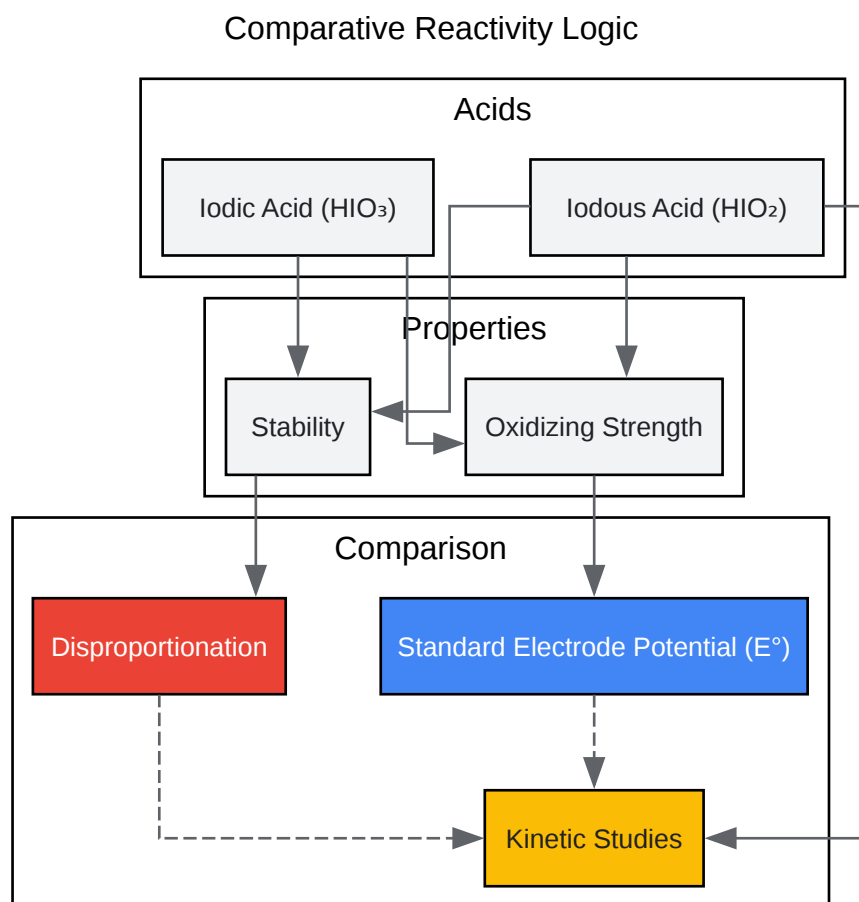 Comparative Reactivity Logic
Acids
Iodic Acid (HIO₃)
Iodous Acid (HIO₂)
Properties
Stability
Oxidizing Strength
Comparison
Disproportionation
Standard Electrode Potential (E°)
Kinetic Studies